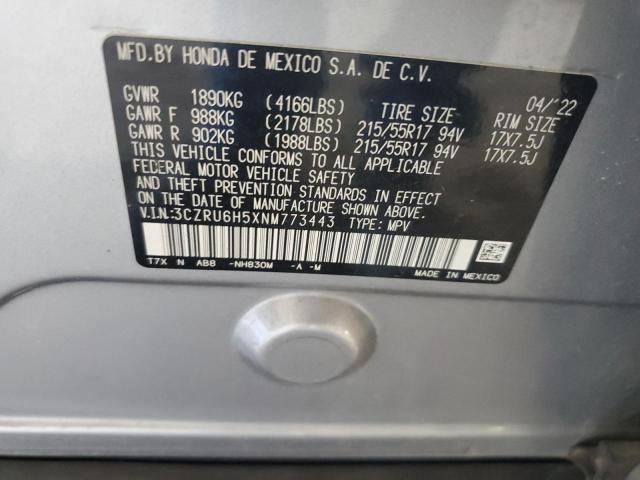 MFD. BY HONDA DE MEXICO S.A. DE C.V.
04/'22
GVWR 1890KG (4166LBS) TIRE SIZE RIM SIZE
GAWR F 988KG (2178LBS) 215/55R17 94V 17X7.5J
GAWR R 902KG (1988LBS) 215/55R17 94V 17X7.5J
THIS VEHICLE CONFORMS TO ALL APPLICABLE
FEDERAL MOTOR VEHICLE SAFETY, BUMPER,
AND THEFT PREVENTION STANDARDS IN EFFECT
ON THE DATE OF MANUFACTURE SHOWN ABOVE.
V.I.N:3CZRU6H5XNM773443 TYPE: MPV
T7X N AB8 -NH830M -A -M
MADE IN MEXICO